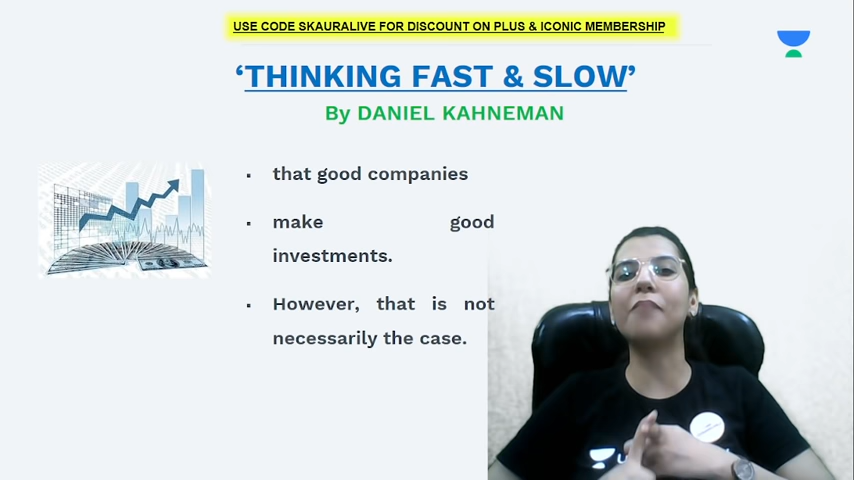 USE CODE SKAURALIVE FOR DISCOUNT ON PLUS & ICONIC MEMBERSHIP
‘THINKING FAST & SLOW’
By DANIEL KAHNEMAN
▪ that good companies
▪ make good
investments.
▪ However, that is not
necessarily the case.